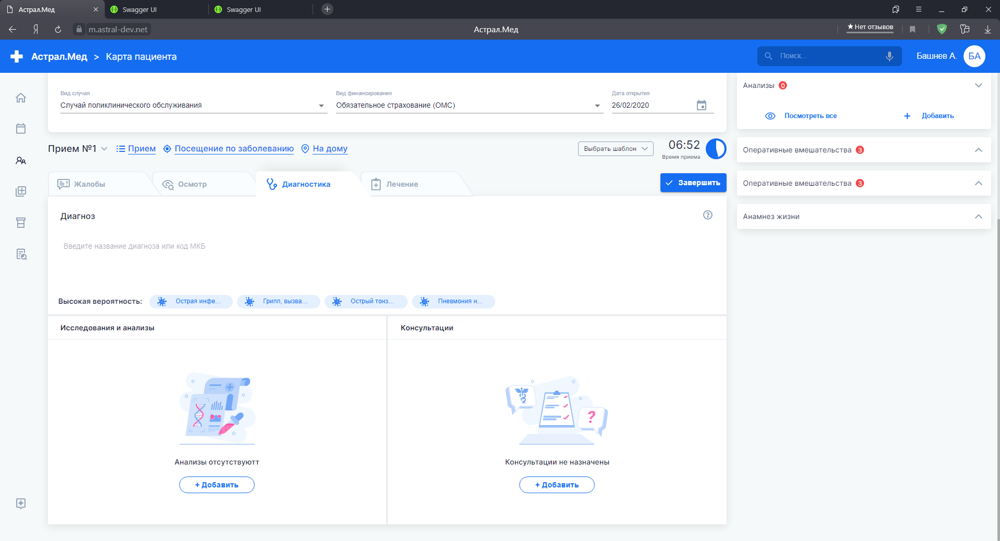 Астрал.Мед
Swagger UI
Swagger UI
m.astral-dev.net
Астрал.Мед
★Нет отзывов
Астрал.Мед > Карта пациента
Поиск...
Башнев А.
БА
Вид случая
Случай поликлинического обслуживания
Вид финансирования
Обязательное страхование (ОМС)
Дата открытия
26/02/2020
Прием №1
Прием
Посещение по заболеванию
На дому
Выбрать шаблон
06:52
Время приема
Жалобы
Осмотр
Диагностика
Лечение
Завершить
Диагноз
Введите название диагноза или код МКБ
Высокая вероятность:
Острая инфе...
Грипп, вызва...
Острый тонз...
Пневмония н...
Исследования и анализы
Анализы отсутствуютт
+ Добавить
Консультации
Консультации не назначены
+ Добавить
Анализы 0
Посмотреть все
+ Добавить
Оперативные вмешательства 3
Оперативные вмешательства 3
Анамнез жизни